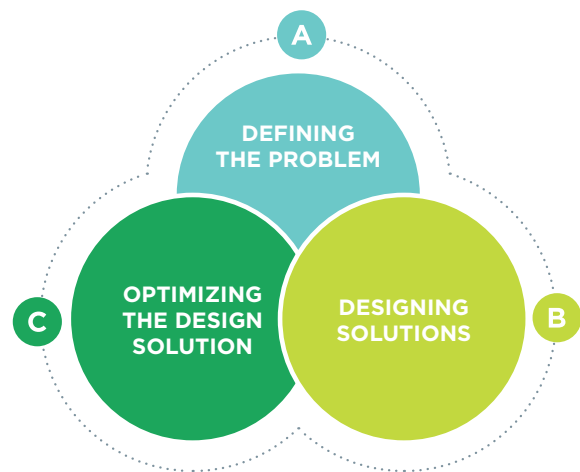 A
DEFINING
THE PROBLEM
B
DESIGNING
SOLUTIONS
C
OPTIMIZING
THE DESIGN
SOLUTION